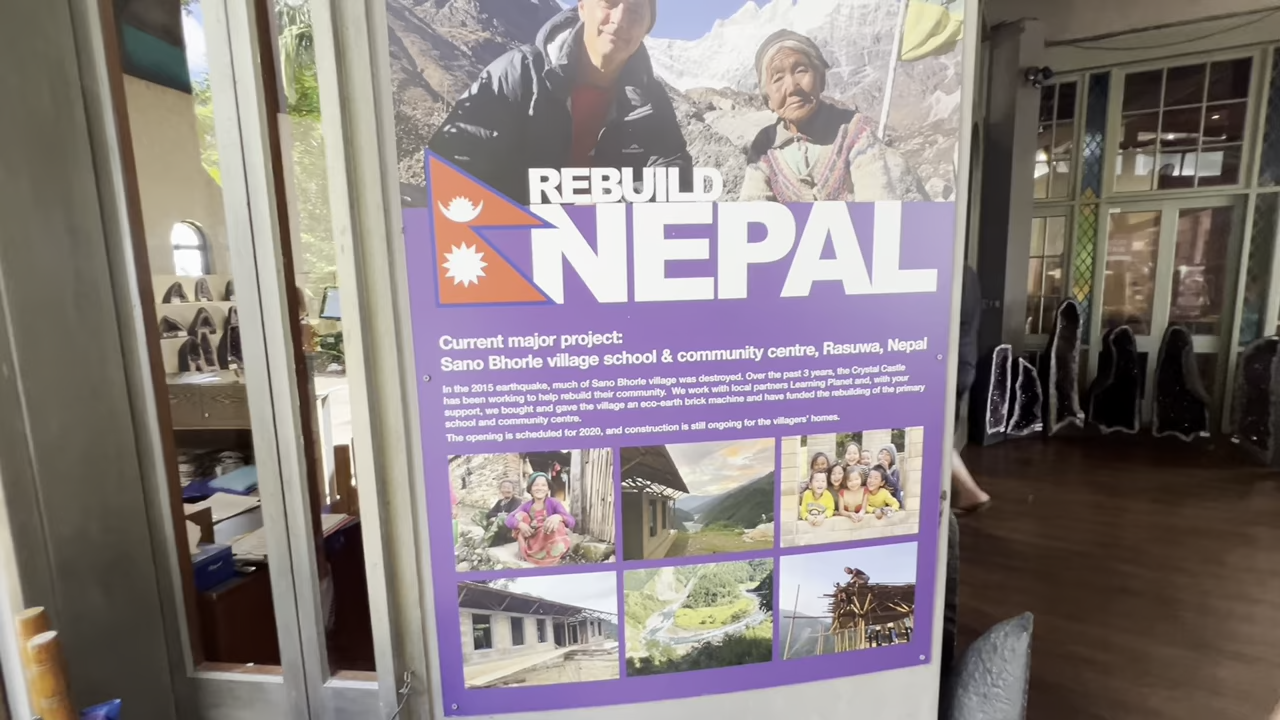 REBUILD
NEPAL
Current major project:
Sano Bhorle village school & community centre, Rasuwa, Nepal
In the 2015 earthquake, much of Sano Bhorle village was destroyed. Over the past 3 years, the Crystal Castle
has been working to help rebuild their community. We work with local partners Learning Planet and, with your
support, we bought and gave the village an eco-earth brick machine and have funded the rebuilding of the primary
school and community centre.
The opening is scheduled for 2020, and construction is still ongoing for the villagers' homes.